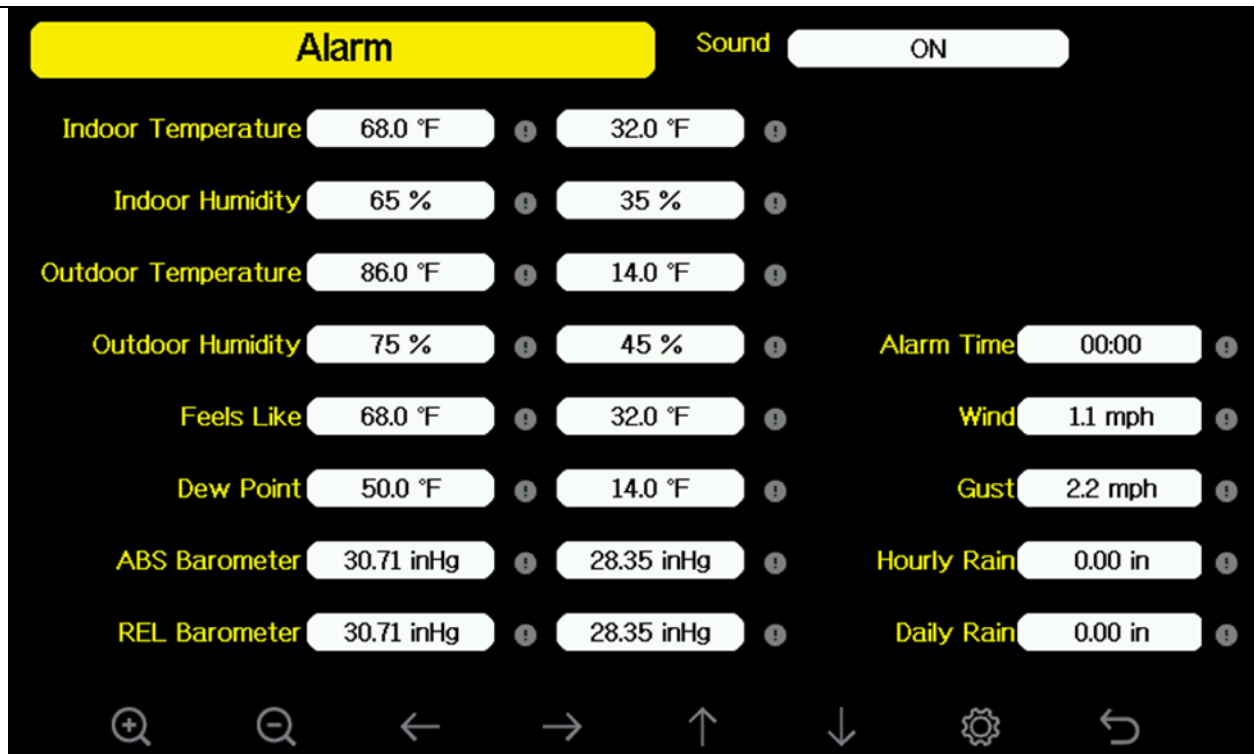 Alarm Sound ON
Indoor Temperature 68.0 °F 32.0 °F
Indoor Humidity 65 % 35 %
Outdoor Temperature 86.0 °F 14.0 °F
Outdoor Humidity 75 % 45 % Alarm Time 00:00
Feels Like 68.0 °F 32.0 °F Wind 1.1 mph
Dew Point 50.0 °F 14.0 °F Gust 2.2 mph
ABS Barometer 30.71 inHg 28.35 inHg Hourly Rain 0.00 in
REL Barometer 30.71 inHg 28.35 inHg Daily Rain 0.00 in